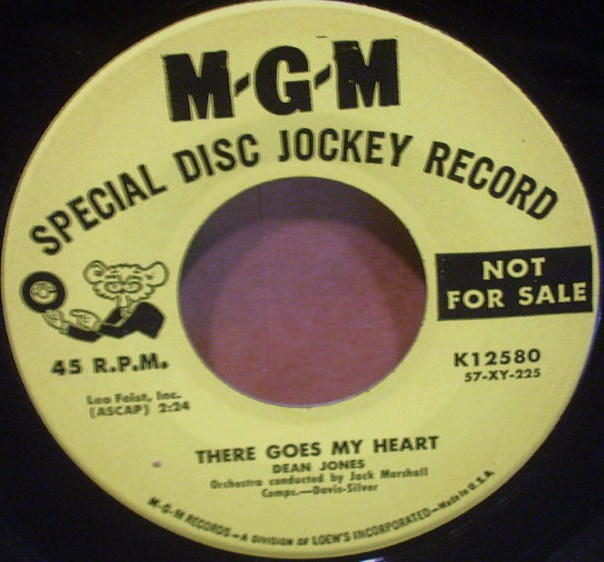 M-G-M
SPECIAL DISC JOCKEY RECORD
NOT
FOR SALE
45 R.P.M.
K12580
57-XY-225
Leo Feist, Inc.
(ASCAP) 2:24
THERE GOES MY HEART
DEAN JONES
Orchestra conducted by Jack Marshall
Comps.—Davis-Silver
M-G-M RECORDS—A DIVISION OF LOEW'S INCORPORATED—Made in U.S.A.